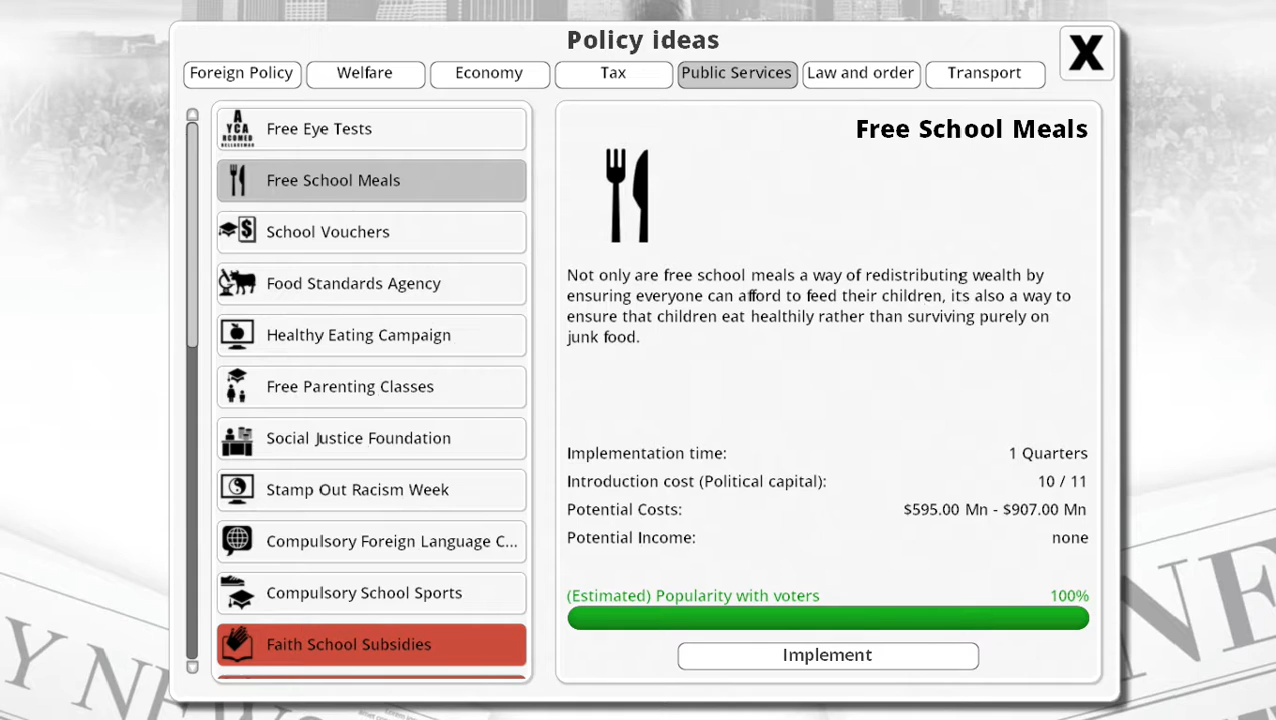 Policy ideas
X
Foreign Policy
Welfare
Economy
Tax
Public Services
Law and order
Transport
Free Eye Tests
Free School Meals
School Vouchers
Food Standards Agency
Healthy Eating Campaign
Free Parenting Classes
Social Justice Foundation
Stamp Out Racism Week
Compulsory Foreign Language C...
Compulsory School Sports
Faith School Subsidies
Free School Meals
Not only are free school meals a way of redistributing wealth by
ensuring everyone can afford to feed their children, its also a way to
ensure that children eat healthily rather than surviving purely on
junk food.
Implementation time: 1 Quarters
Introduction cost (Political capital): 10 / 11
Potential Costs: $595.00 Mn - $907.00 Mn
Potential Income: none
(Estimated) Popularity with voters 100%
Implement